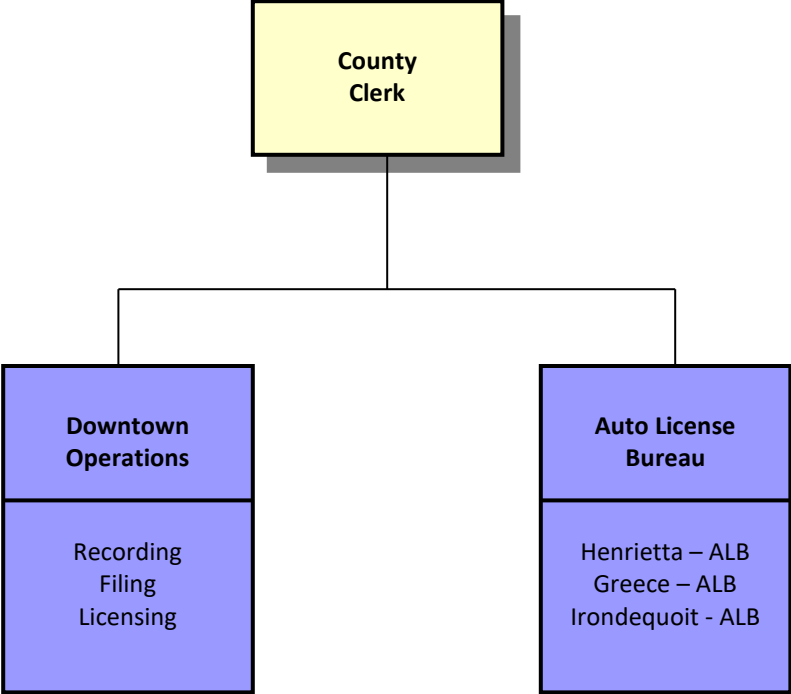 County
Clerk
Downtown
Operations
Recording
Filing
Licensing
Auto License
Bureau
Henrietta – ALB
Greece – ALB
Irondequoit - ALB